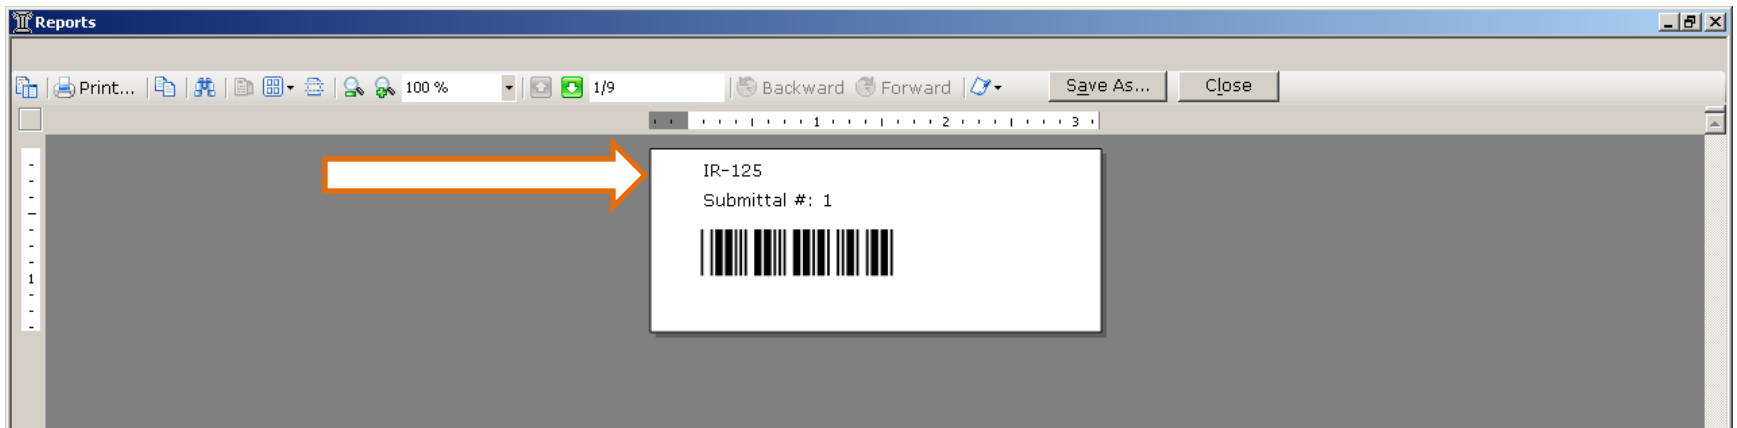 Reports
Print... 100 % 1/9 Backward Forward Save As... Close
1 2 3
IR-125
Submittal #: 1
1